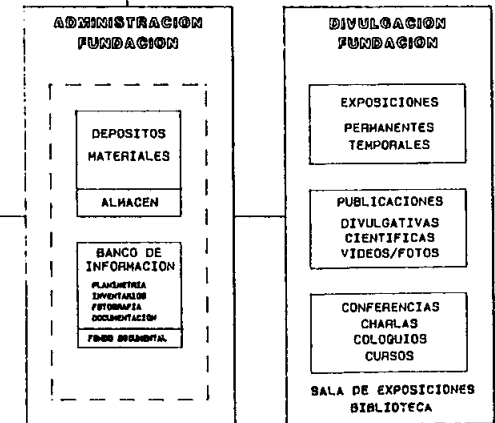 ADMINISTRACION
FUNDACION
DEPOSITOS
MATERIALES
ALMACEN
BANCO DE
INFORMACION
PLANIMETRIA
INVENTARIOS
FOTOGRAFIA
DOCUMENTACION
FONDO DOCUMENTAL
DIVULGACION
FUNDACION
EXPOSICIONES
PERMANENTES
TEMPORALES
PUBLICACIONES
DIVULGATIVAS
CIENTIFICAS
VIDEOS/FOTOS
CONFERENCIAS
CHARLAS
COLOQUIOS
CURSOS
SALA DE EXPOSICIONES
BIBLIOTECA